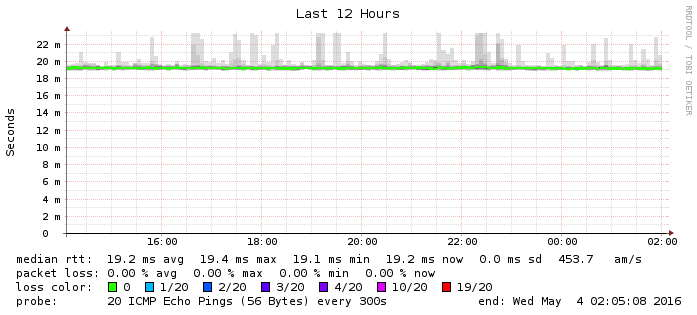 Last 12 Hours
RRDTOOL / TOBI OETIKER
Seconds
22 m
20 m
18 m
16 m
14 m
12 m
10 m
8 m
6 m
4 m
2 m
0
16:00 18:00 20:00 22:00 00:00 02:00
median rtt: 19.2 ms avg 19.4 ms max 19.1 ms min 19.2 ms now 0.0 ms sd 453.7 am/s
packet loss: 0.00 % avg 0.00 % max 0.00 % min 0.00 % now
loss color: 0 1/20 2/20 3/20 4/20 10/20 19/20
probe: 20 ICMP Echo Pings (56 Bytes) every 300s end: Wed May 4 02:05:08 2016